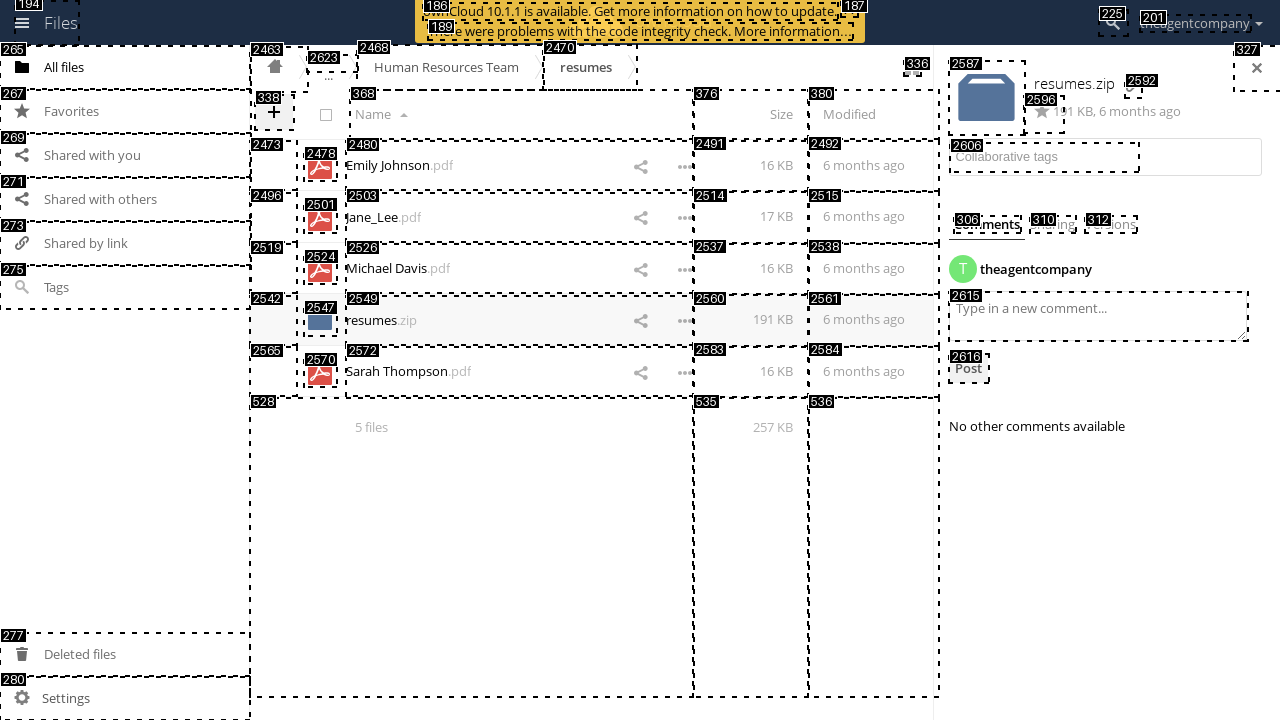 194
Files
186
187
ownCloud 10.1.1 is available. Get more information on how to update.
189
There were problems with the code integrity check. More information…
225
201
theagentcompany
265
All files
267
Favorites
269
Shared with you
271
Shared with others
273
Shared by link
275
Tags
277
Deleted files
280
Settings
2463
2623
...
2468
Human Resources Team
2470
resumes
336
338
+
368
Name
376
Size
380
Modified
2473
2478
2480
Emily Johnson.pdf
2491
16 KB
2492
6 months ago
2496
2501
2503
Jane_Lee.pdf
2514
17 KB
2515
6 months ago
2519
2524
2526
Michael Davis.pdf
2537
16 KB
2538
6 months ago
2542
2547
2549
resumes.zip
2560
191 KB
2561
6 months ago
2565
2570
2572
Sarah Thompson.pdf
2583
16 KB
2584
6 months ago
528
5 files
535
257 KB
536
327
2587
resumes.zip
2592
2596
191 KB, 6 months ago
2606
Collaborative tags
306
Comments
310
Sharing
312
Versions
T
theagentcompany
2615
Type in a new comment...
2616
Post
No other comments available